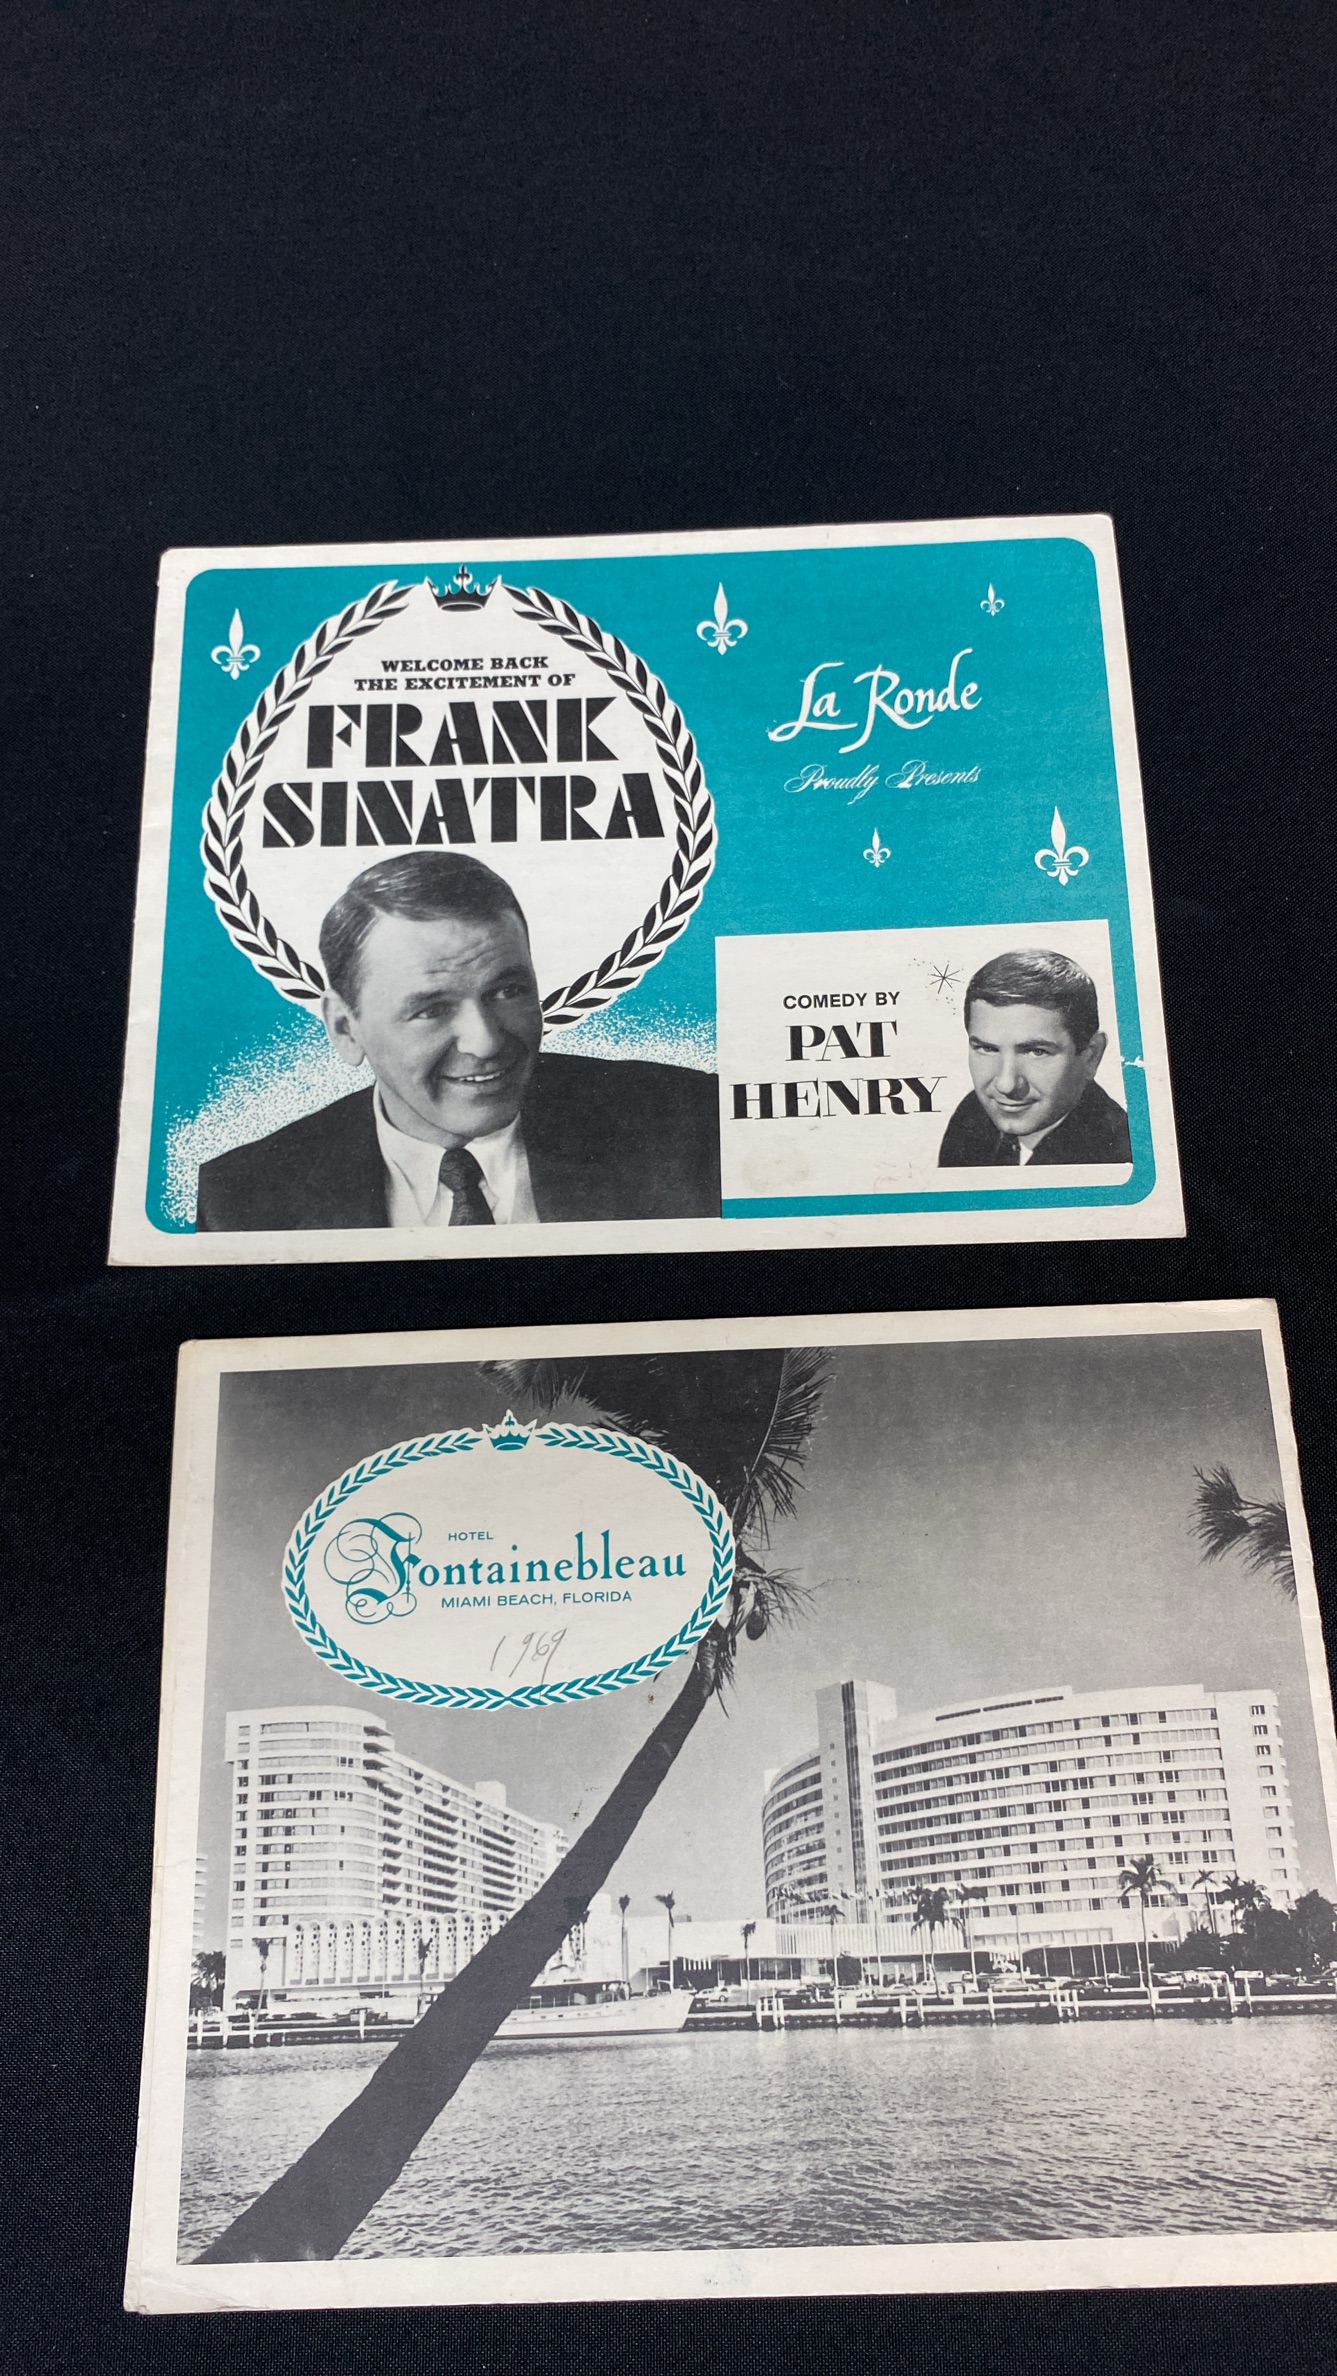 WELCOME BACK
THE EXCITEMENT OF
FRANK
SINATRA
La Ronde
Proudly Presents
COMEDY BY
PAT
HENRY
HOTEL
Fontainebleau
MIAMI BEACH, FLORIDA
1969